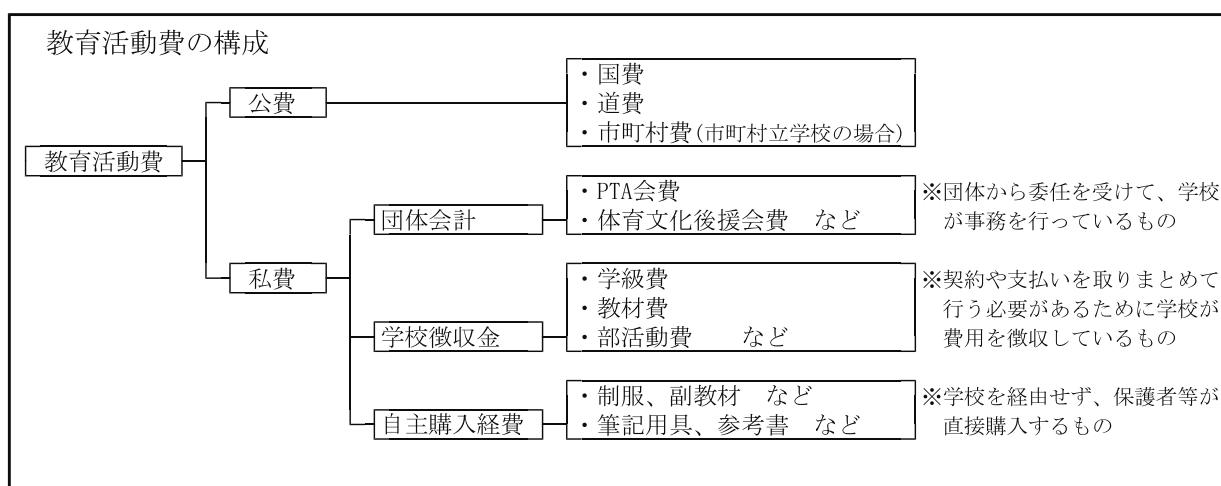 教育活動費の構成
教育活動費
公費
・国費
・道費
・市町村費(市町村立学校の場合)
私費
団体会計
・PTA会費
・体育文化後援会費 など
※団体から委任を受けて、学校
が事務を行っているもの
学校徴収金
・学級費
・教材費
・部活動費 など
※契約や支払いを取りまとめて
行う必要があるために学校が
費用を徴収しているもの
自主購入経費
・制服、副教材 など
・筆記用具、参考書 など
※学校を経由せず、保護者等が
直接購入するもの